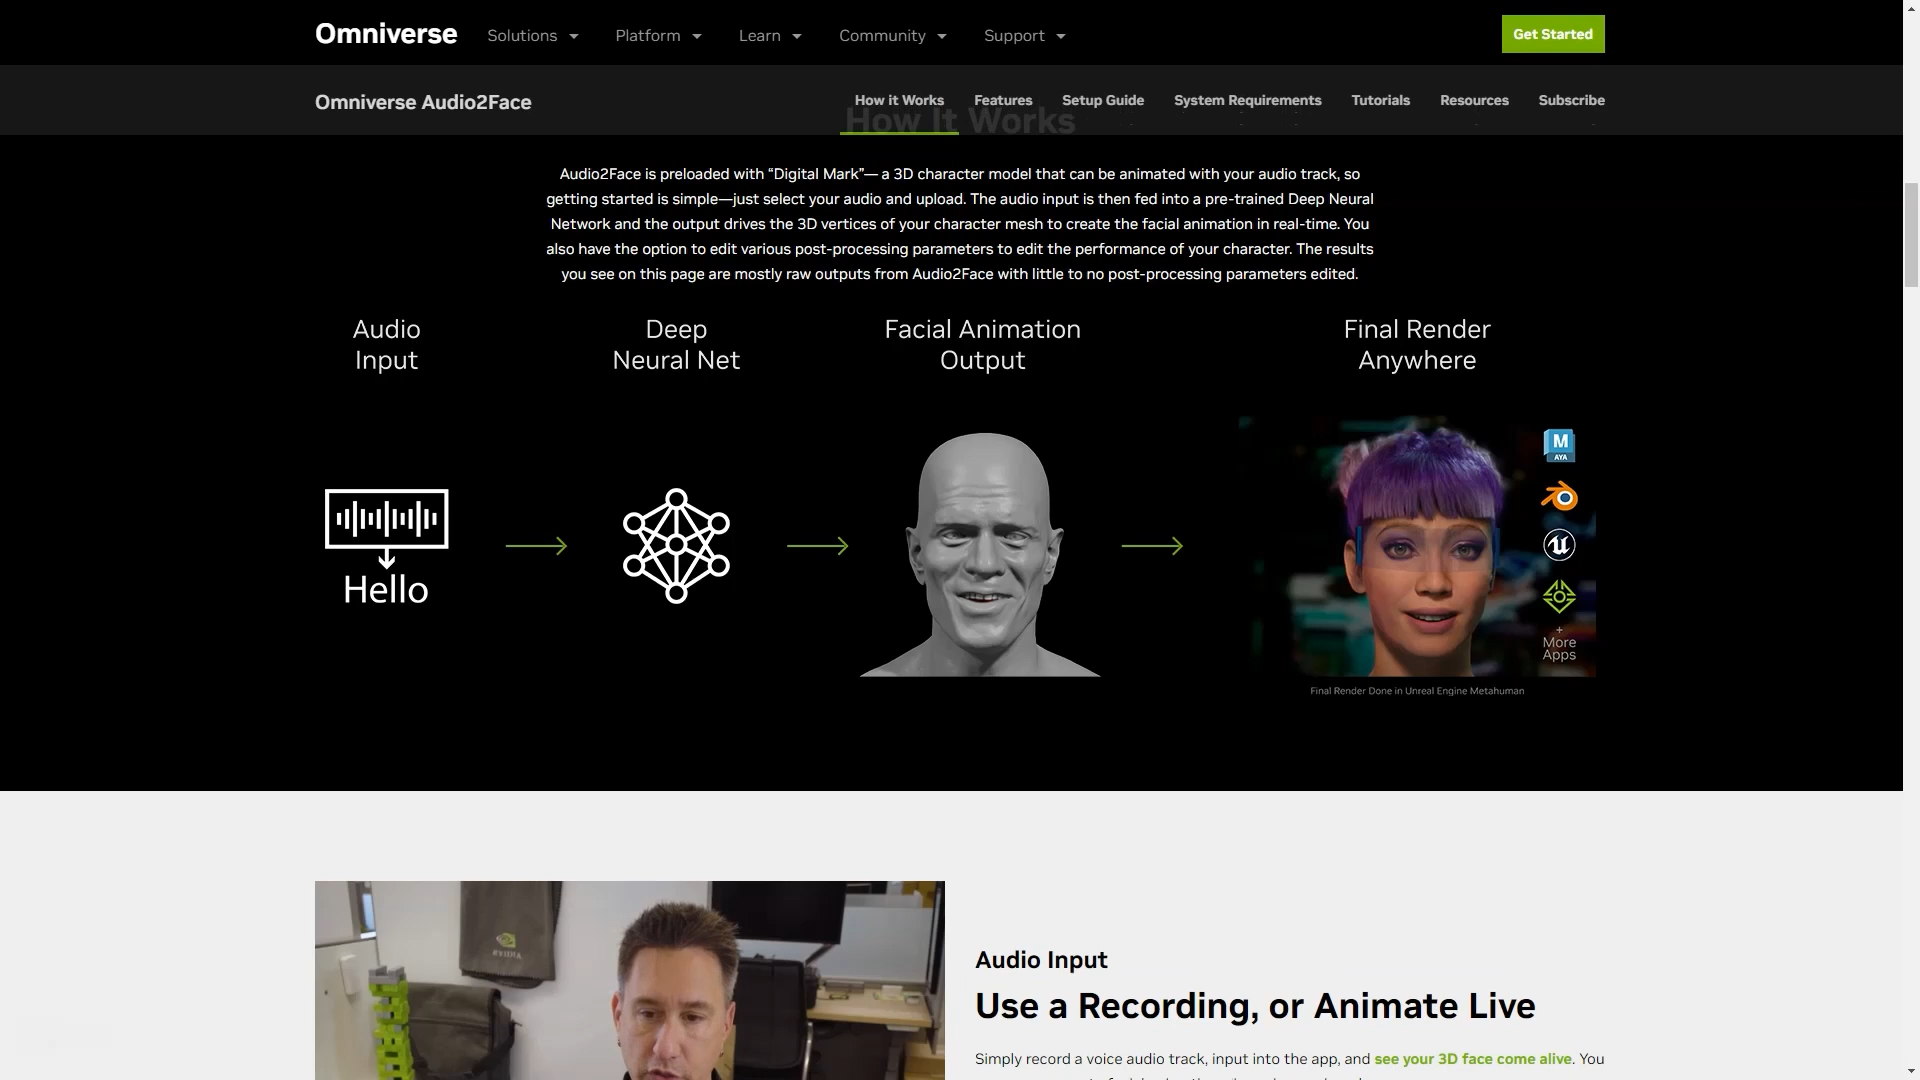 Omniverse
Solutions
Platform
Learn
Community
Support
Get Started
Omniverse Audio2Face
How it Works
Features
Setup Guide
System Requirements
Tutorials
Resources
Subscribe
How It Works
Audio2Face is preloaded with “Digital Mark”— a 3D character model that can be animated with your audio track, so
getting started is simple—just select your audio and upload. The audio input is then fed into a pre-trained Deep Neural
Network and the output drives the 3D vertices of your character mesh to create the facial animation in real-time. You
also have the option to edit various post-processing parameters to edit the performance of your character. The results
you see on this page are mostly raw outputs from Audio2Face with little to no post-processing parameters edited.
Audio
Input
Deep
Neural Net
Facial Animation
Output
Final Render
Anywhere
Hello
M
AYA
+
More
Apps
Final Render Done in Unreal Engine Metahuman
NVIDIA
Audio Input
Use a Recording, or Animate Live
Simply record a voice audio track, input into the app, and see your 3D face come alive. You